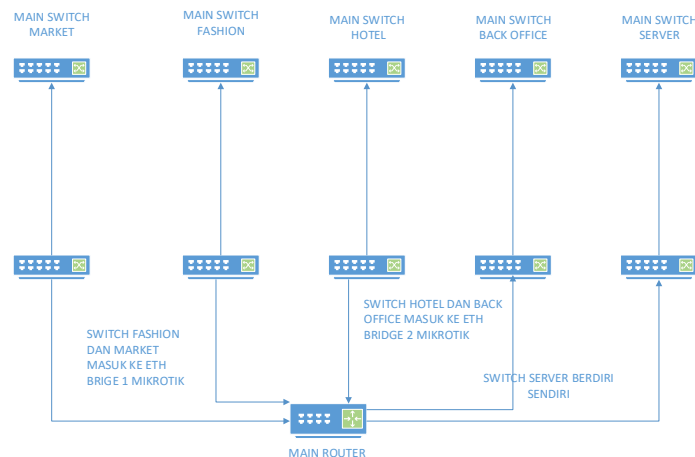 MAIN SWITCH
MARKET
MAIN SWITCH
FASHION
MAIN SWITCH
HOTEL
MAIN SWITCH
BACK OFFICE
MAIN SWITCH
SERVER
SWITCH FASHION
DAN MARKET
MASUK KE ETH
BRIGE 1 MIKROTIK
SWITCH HOTEL DAN BACK
OFFICE MASUK KE ETH
BRIDGE 2 MIKROTIK
SWITCH SERVER BERDIRI
SENDIRI
MAIN ROUTER